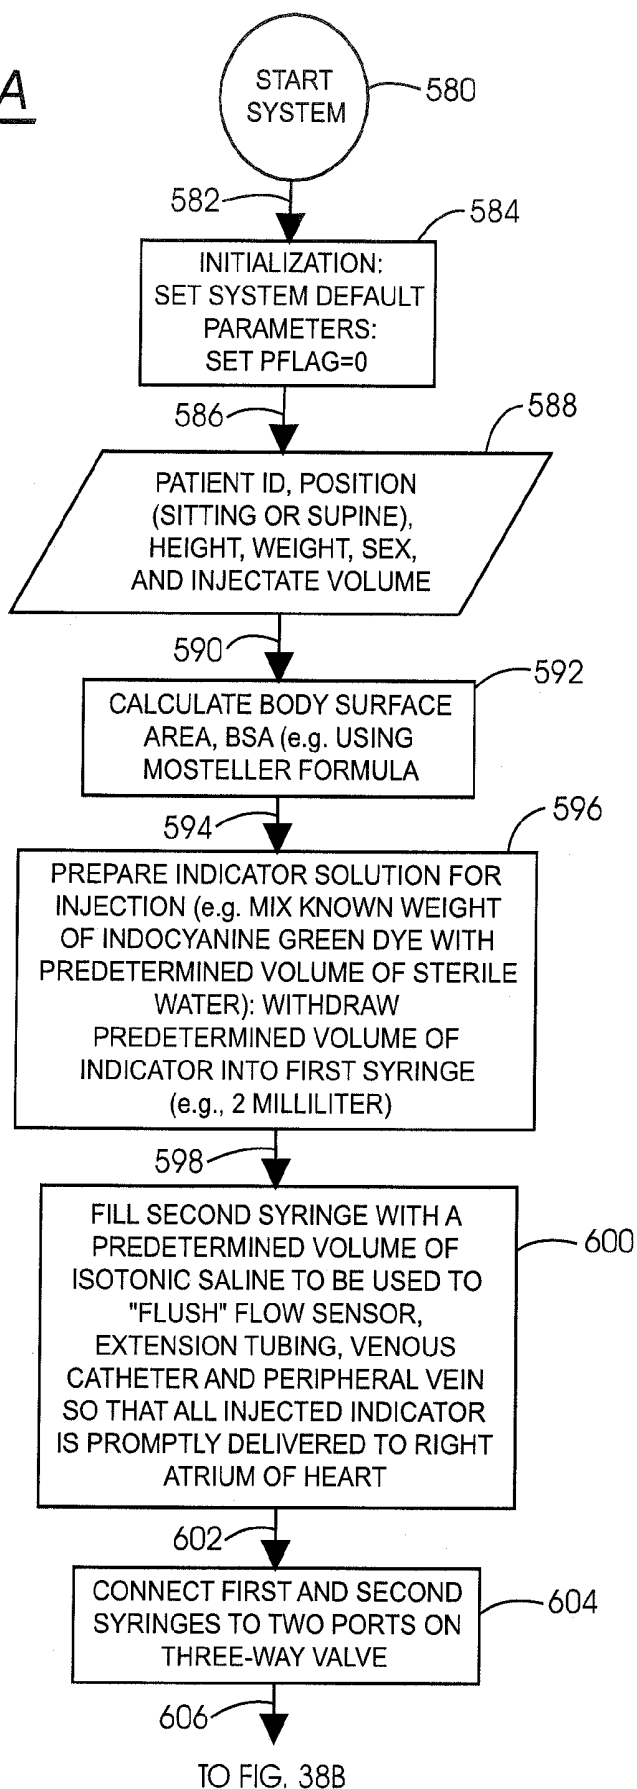 A
START
SYSTEM
580
582
584
INITIALIZATION:
SET SYSTEM DEFAULT
PARAMETERS:
SET PFLAG=0
586
588
PATIENT ID, POSITION
(SITTING OR SUPINE),
HEIGHT, WEIGHT, SEX,
AND INJECTATE VOLUME
590
592
CALCULATE BODY SURFACE
AREA, BSA (e.g. USING
MOSTELLER FORMULA
594
596
PREPARE INDICATOR SOLUTION FOR
INJECTION (e.g. MIX KNOWN WEIGHT
OF INDOCYANINE GREEN DYE WITH
PREDETERMINED VOLUME OF STERILE
WATER): WITHDRAW
PREDETERMINED VOLUME OF
INDICATOR INTO FIRST SYRINGE
(e.g., 2 MILLILITER)
598
600
FILL SECOND SYRINGE WITH A
PREDETERMINED VOLUME OF
ISOTONIC SALINE TO BE USED TO
"FLUSH" FLOW SENSOR,
EXTENSION TUBING, VENOUS
CATHETER AND PERIPHERAL VEIN
SO THAT ALL INJECTED INDICATOR
IS PROMPTLY DELIVERED TO RIGHT
ATRIUM OF HEART
602
604
CONNECT FIRST AND SECOND
SYRINGES TO TWO PORTS ON
THREE-WAY VALVE
606
TO FIG. 38B